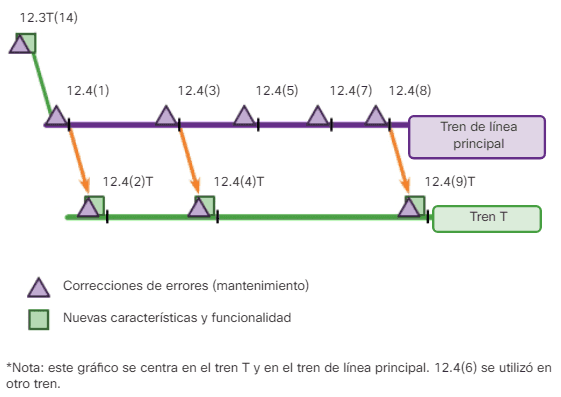 12.3T(14)
12.4(1)
12.4(3)
12.4(5)
12.4(7)
12.4(8)
Tren de línea
principal
12.4(2)T
12.4(4)T
12.4(9)T
Tren T
Correcciones de errores (mantenimiento)
Nuevas características y funcionalidad
*Nota: este gráfico se centra en el tren T y en el tren de línea principal. 12.4(6) se utilizó en
otro tren.